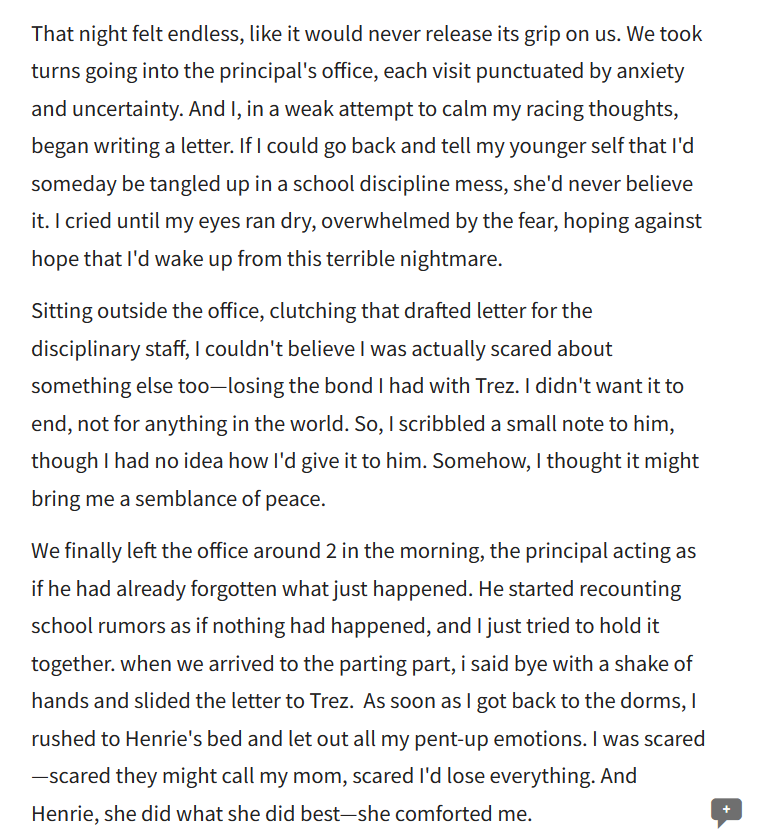 That night felt endless, like it would never release its grip on us. We took
turns going into the principal's office, each visit punctuated by anxiety
and uncertainty. And I, in a weak attempt to calm my racing thoughts,
began writing a letter. If I could go back and tell my younger self that I'd
someday be tangled up in a school discipline mess, she'd never believe
it. I cried until my eyes ran dry, overwhelmed by the fear, hoping against
hope that I'd wake up from this terrible nightmare.
Sitting outside the office, clutching that drafted letter for the
disciplinary staff, I couldn't believe I was actually scared about
something else too—losing the bond I had with Trez. I didn't want it to
end, not for anything in the world. So, I scribbled a small note to him,
though I had no idea how I'd give it to him. Somehow, I thought it might
bring me a semblance of peace.
We finally left the office around 2 in the morning, the principal acting as
if he had already forgotten what just happened. He started recounting
school rumors as if nothing had happened, and I just tried to hold it
together. when we arrived to the parting part, i said bye with a shake of
hands and slided the letter to Trez.  As soon as I got back to the dorms, I
rushed to Henrie's bed and let out all my pent-up emotions. I was scared
—scared they might call my mom, scared I'd lose everything. And
Henrie, she did what she did best—she comforted me.